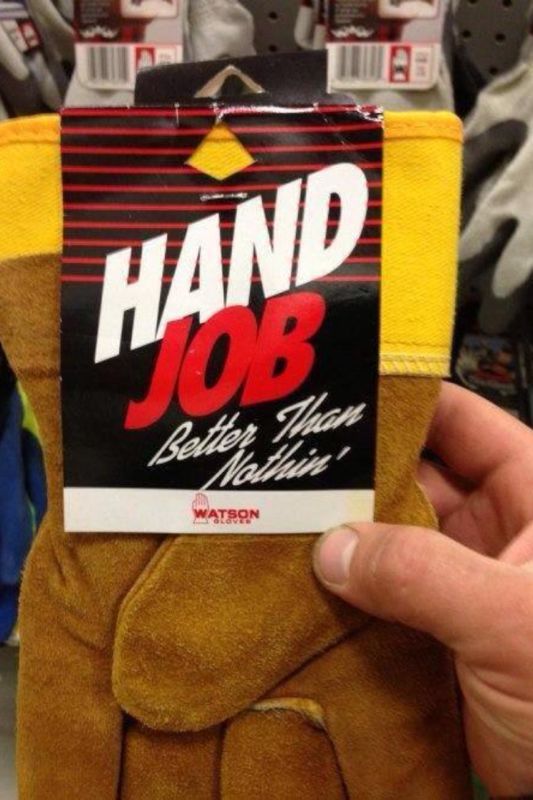 HAND
JOB
Better Than
Nothin'
WATSON
GLOVES